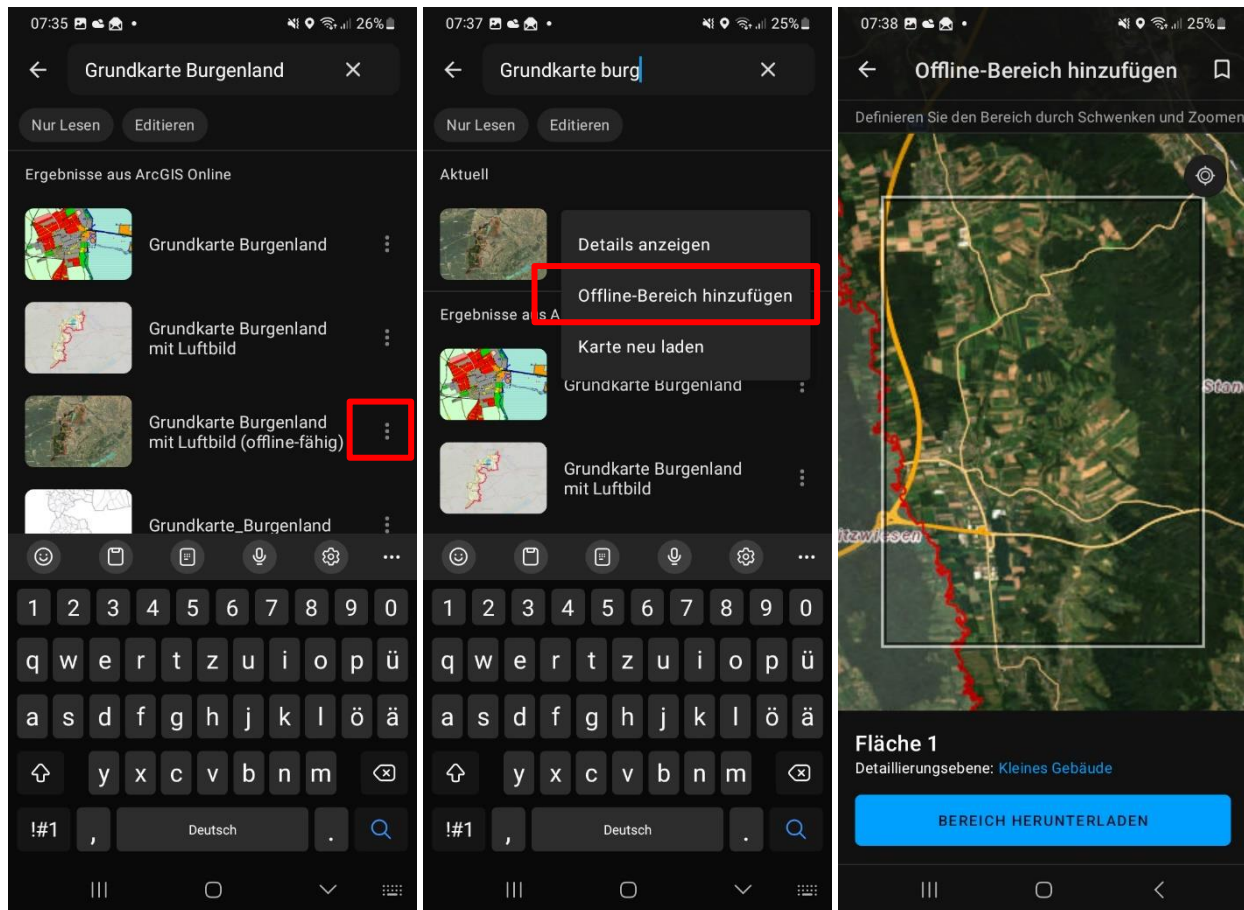 07:35
26%
Grundkarte Burgenland
Nur Lesen Editieren
Ergebnisse aus ArcGIS Online
Grundkarte Burgenland
Grundkarte Burgenland
mit Luftbild
Grundkarte Burgenland
mit Luftbild (offline-fähig)
Grundkarte_Burgenland
1 2 3 4 5 6 7 8 9 0
q w e r t z u i o p ü
a s d f g h j k l ö ä
y x c v b n m
!#1 , Deutsch .
07:37
25%
Grundkarte burg
Nur Lesen Editieren
Aktuell
Details anzeigen
Offline-Bereich hinzufügen
Ergebnisse aus A
Karte neu laden
Grundkarte Burgenland
Grundkarte Burgenland
mit Luftbild
1 2 3 4 5 6 7 8 9 0
q w e r t z u i o p ü
a s d f g h j k l ö ä
y x c v b n m
!#1 , Deutsch .
07:38
25%
Offline-Bereich hinzufügen
Definieren Sie den Bereich durch Schwenken und Zoomen
Stan
itzwiesen
Fläche 1
Detaillierungsebene: Kleines Gebäude
BEREICH HERUNTERLADEN